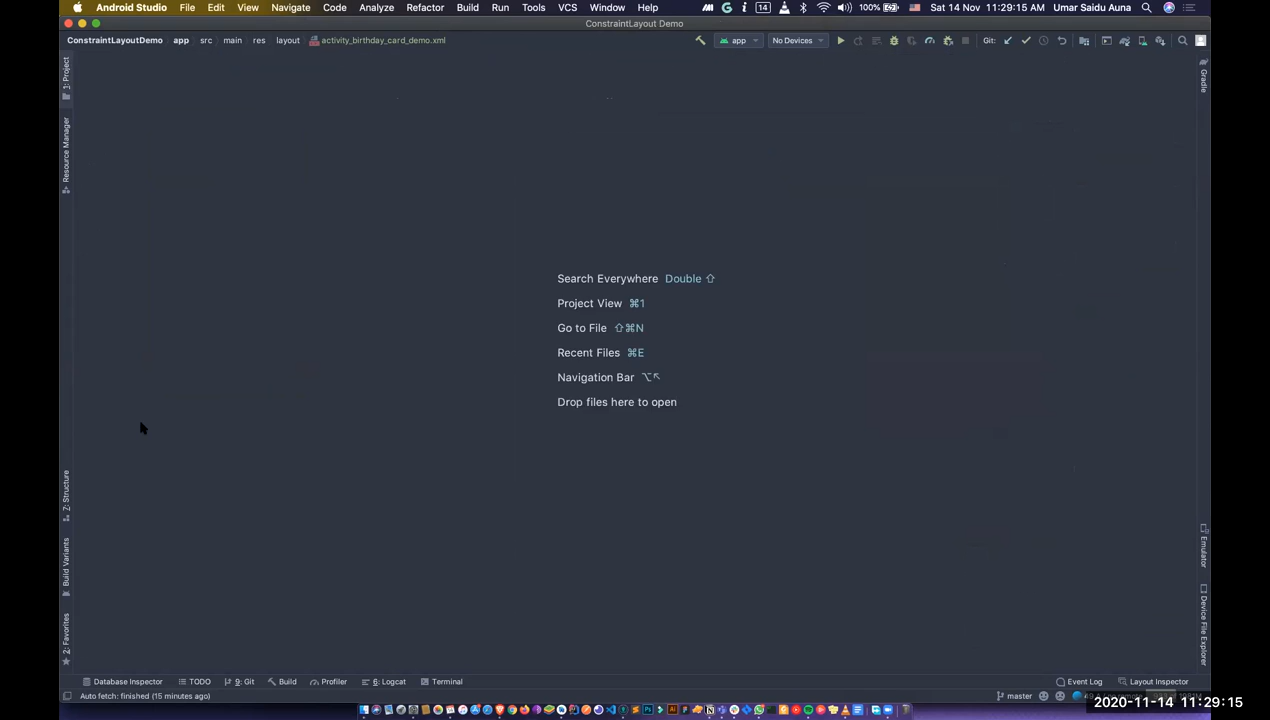 Android Studio File Edit View Navigate Code Analyze Refactor Build Run Tools VCS Window Help 14 100% Sat 14 Nov 11:29:15 AM Umar Saidu Auna
ConstraintLayout Demo
ConstraintLayoutDemo app src main res layout activity_birthday_card_demo.xml app No Devices Git:
1: Project
Resource Manager
Z: Structure
Build Variants
2: Favorites
Gradle
Emulator
Device File Explorer
Search Everywhere Double ⇧
Project View ⌘1
Go to File ⇧⌘N
Recent Files ⌘E
Navigation Bar ⌥↖
Drop files here to open
Database Inspector TODO 9: Git Build Profiler 6: Logcat Terminal Event Log Layout Inspector
Auto fetch: finished (15 minutes ago) master
2020-11-14 11:29:15